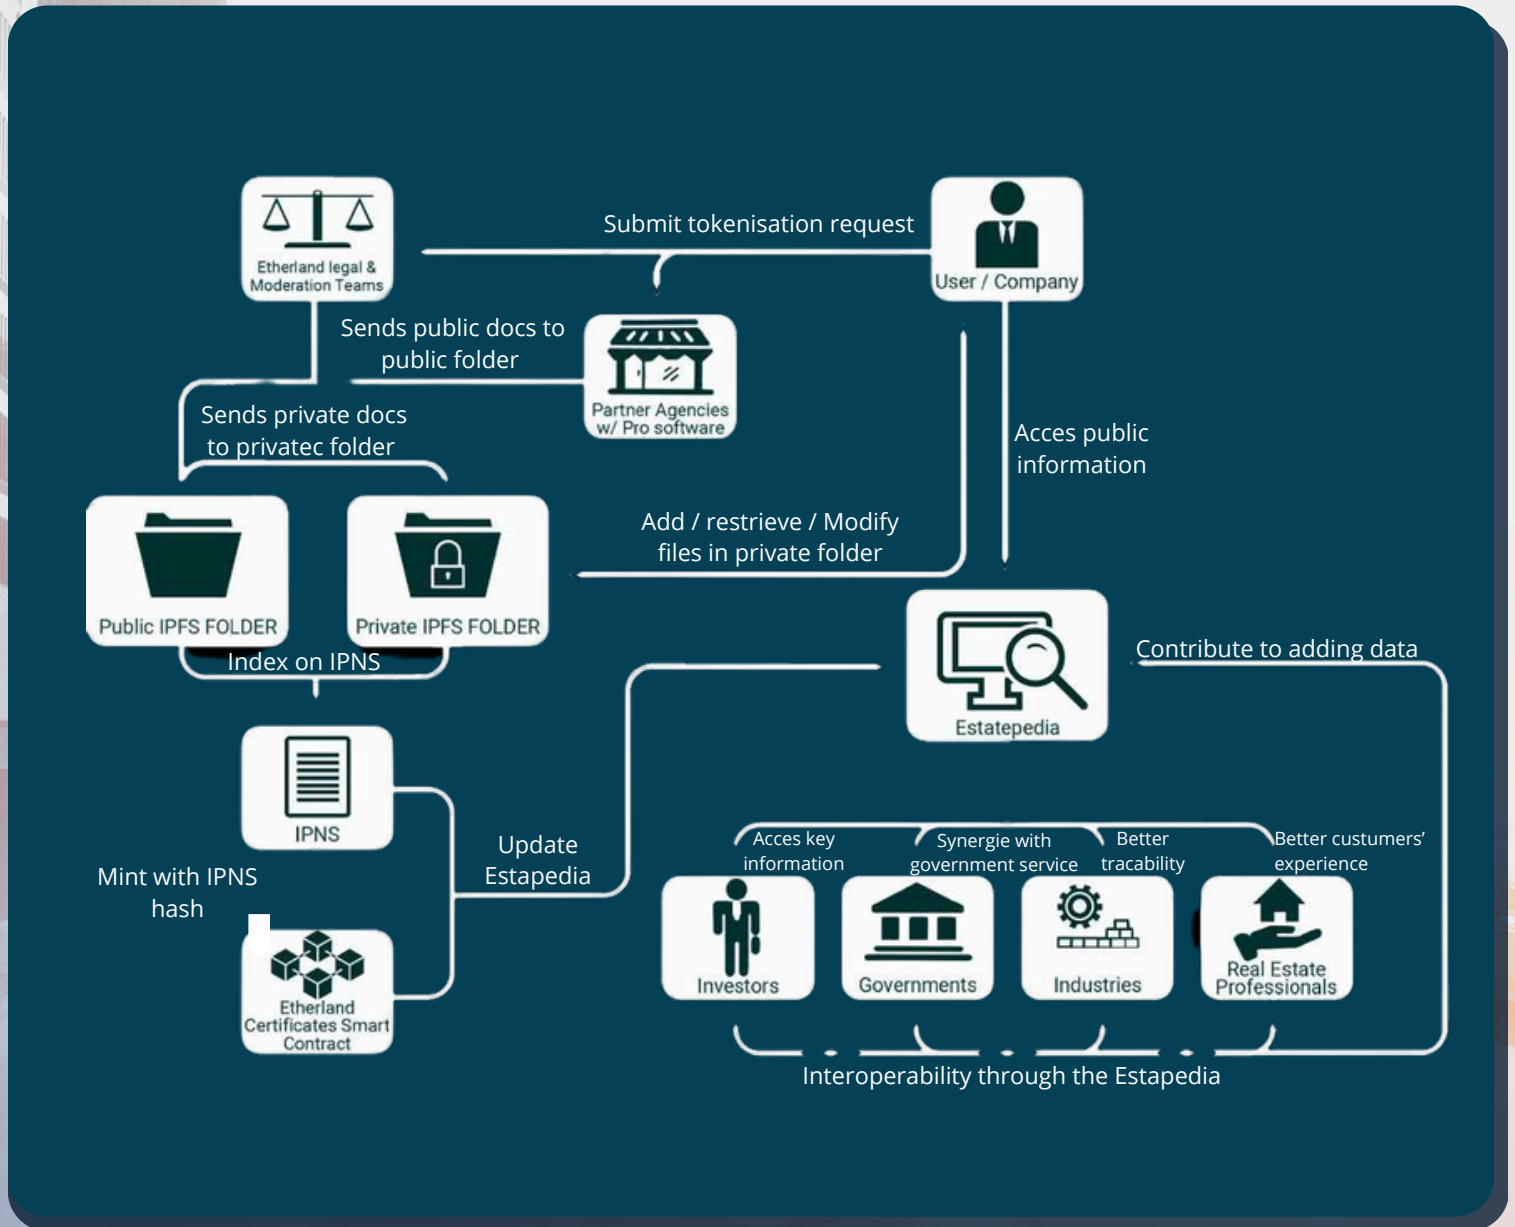 Submit tokenisation request
Etherland legal &
Moderation Teams
User / Company
Sends public docs to
public folder
Partner Agencies
w/ Pro software
Sends private docs
to privatec folder
Acces public
information
Add / restrieve / Modify
files in private folder
Public IPFS FOLDER
Private IPFS FOLDER
Index on IPNS
Contribute to adding data
Estatepedia
IPNS
Update
Estapedia
Mint with IPNS
hash
Etherland
Certificates Smart
Contract
Acces key
information
Synergie with
government service
Better
tracability
Better custumers’
experience
Investors
Governments
Industries
Real Estate
Professionals
Interoperability through the Estapedia